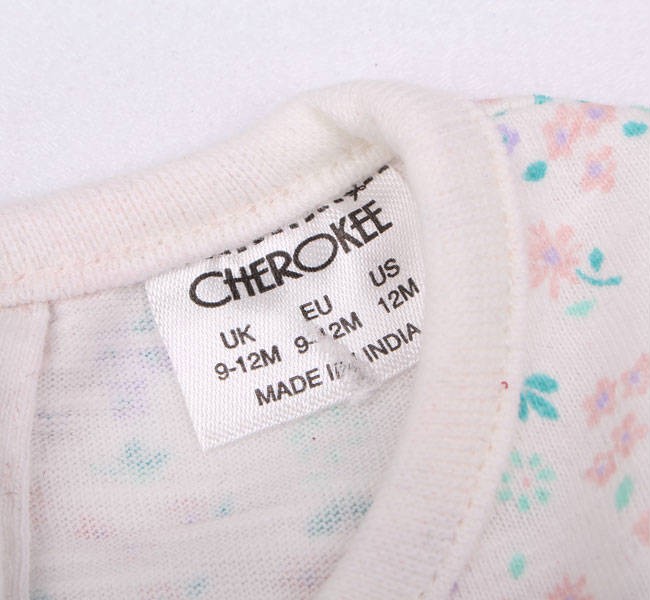 CHEROKEE
UK EU US
9-12M 9-12M 12M
MADE IN INDIA